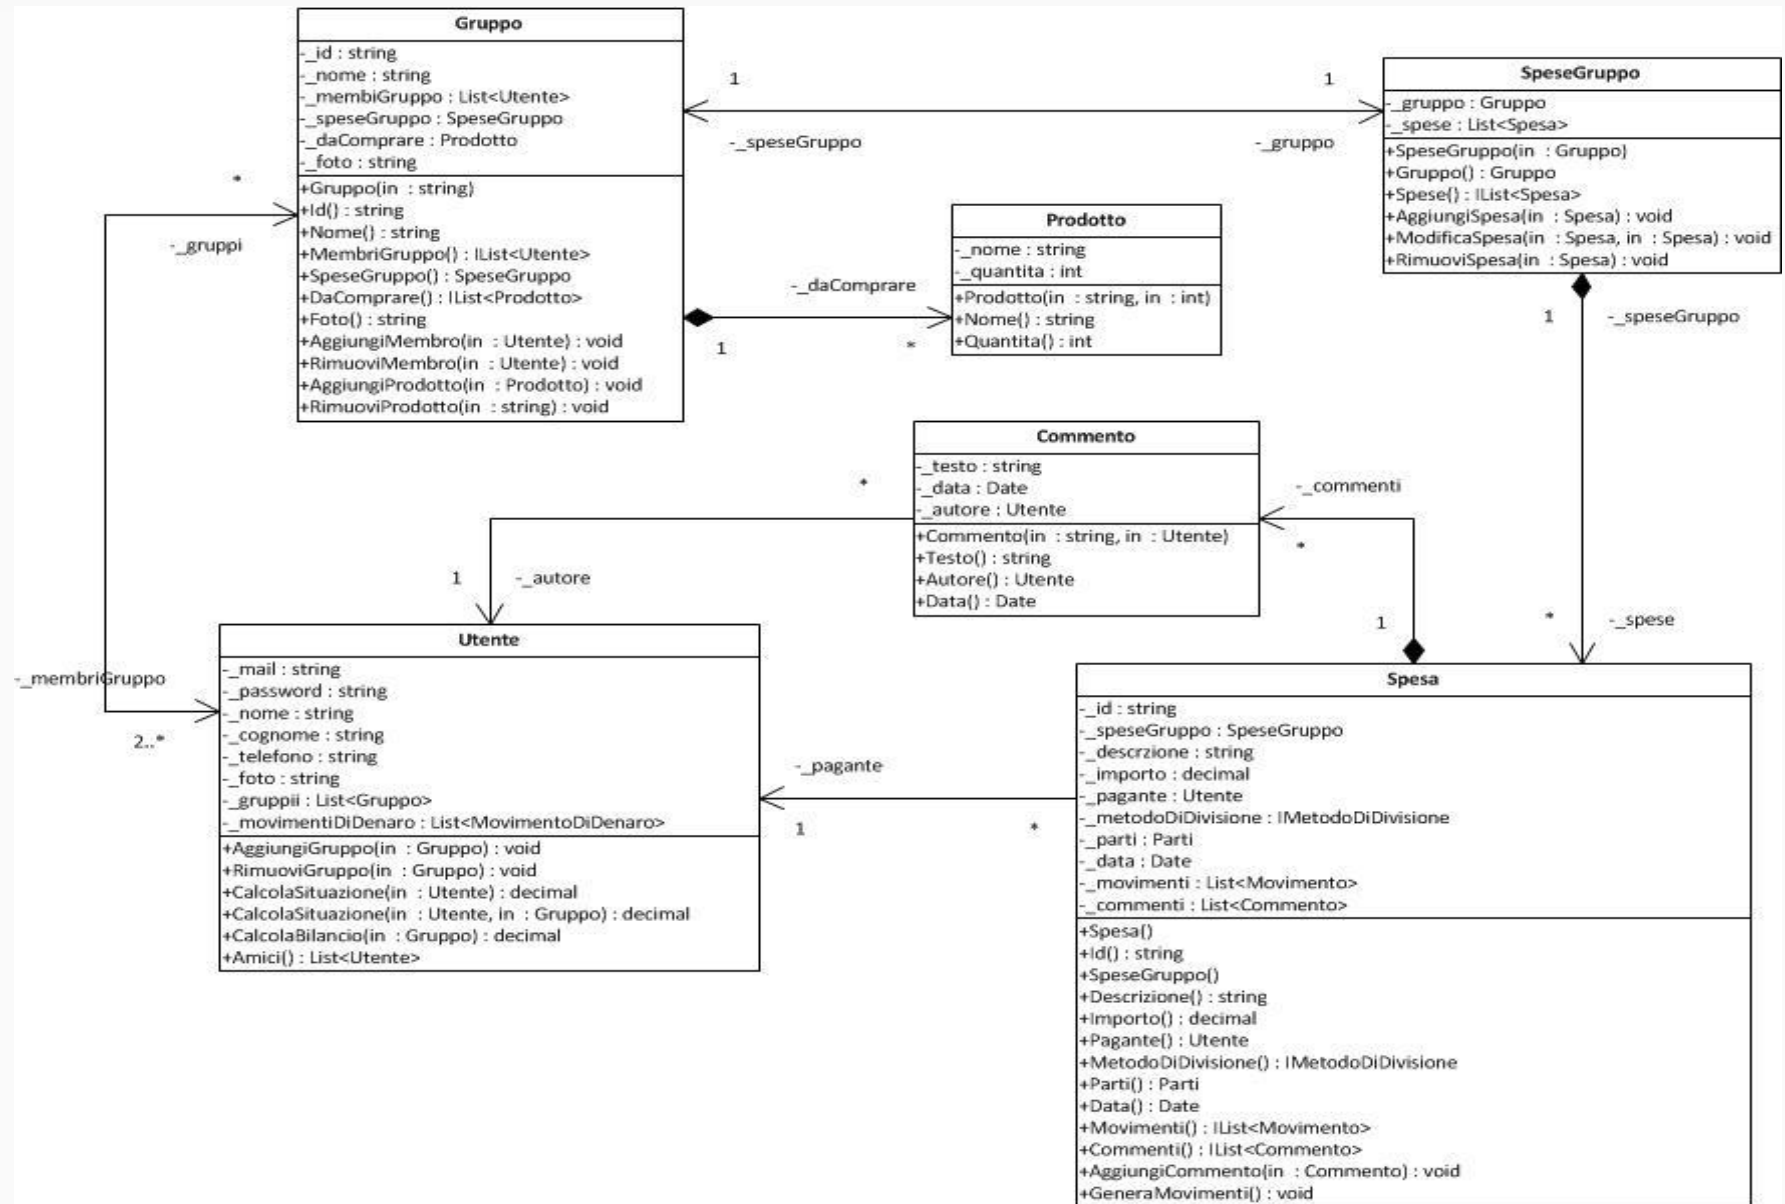 Gruppo
-_id : string
-_nome : string
-_membiGruppo : List<Utente>
-_speseGruppo : SpeseGruppo
-_daComprare : Prodotto
-_foto : string
+Gruppo(in  : string)
+Id() : string
+Nome() : string
+MembriGruppo() : IList<Utente>
+SpeseGruppo() : SpeseGruppo
+DaComprare() : IList<Prodotto>
+Foto() : string
+AggiungiMembro(in  : Utente) : void
+RimuoviMembro(in  : Utente) : void
+AggiungiProdotto(in  : Prodotto) : void
+RimuoviProdotto(in  : string) : void
1
1
-_speseGruppo
-_gruppo
SpeseGruppo
-_gruppo : Gruppo
-_spese : List<Spesa>
+SpeseGruppo(in  : Gruppo)
+Gruppo() : Gruppo
+Spese() : IList<Spesa>
+AggiungiSpesa(in  : Spesa) : void
+ModificaSpesa(in  : Spesa, in  : Spesa) : void
+RimuoviSpesa(in  : Spesa) : void
*
-_gruppi
Prodotto
-_nome : string
-_quantita : int
+Prodotto(in  : string, in  : int)
+Nome() : string
+Quantita() : int
-_daComprare
1
*
1
-_speseGruppo
Commento
-_testo : string
-_data : Date
-_autore : Utente
+Commento(in  : string, in  : Utente)
+Testo() : string
+Autore() : Utente
+Data() : Date
*
-_commenti
*
1
1
-_autore
*
-_spese
-_membriGruppo
2..*
Utente
-_mail : string
-_password : string
-_nome : string
-_cognome : string
-_telefono : string
-_foto : string
-_gruppii : List<Gruppo>
-_movimentiDiDenaro : List<MovimentoDiDenaro>
+AggiungiGruppo(in  : Gruppo) : void
+RimuoviGruppo(in  : Gruppo) : void
+CalcolaSituazione(in  : Utente) : decimal
+CalcolaSituazione(in  : Utente, in  : Gruppo) : decimal
+CalcolaBilancio(in  : Gruppo) : decimal
+Amici() : List<Utente>
-_pagante
1
*
Spesa
-_id : string
-_speseGruppo : SpeseGruppo
-_descrzione : string
-_importo : decimal
-_pagante : Utente
-_metodoDiDivisione : IMetodoDiDivisione
-_parti : Parti
-_data : Date
-_movimenti : List<Movimento>
-_commenti : List<Commento>
+Spesa()
+Id() : string
+SpeseGruppo()
+Descrizione() : string
+Importo() : decimal
+Pagante() : Utente
+MetodoDiDivisione() : IMetodoDiDivisione
+Parti() : Parti
+Data() : Date
+Movimenti() : IList<Movimento>
+Commenti() : IList<Commento>
+AggiungiCommento(in  : Commento) : void
+GeneraMovimenti() : void